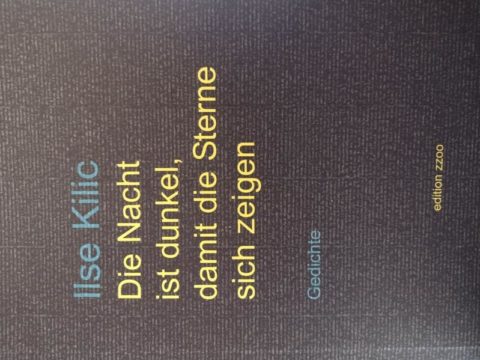 Ilse Kilic
Die Nacht
ist dunkel,
damit die Sterne
sich zeigen
Gedichte
edition zzoo